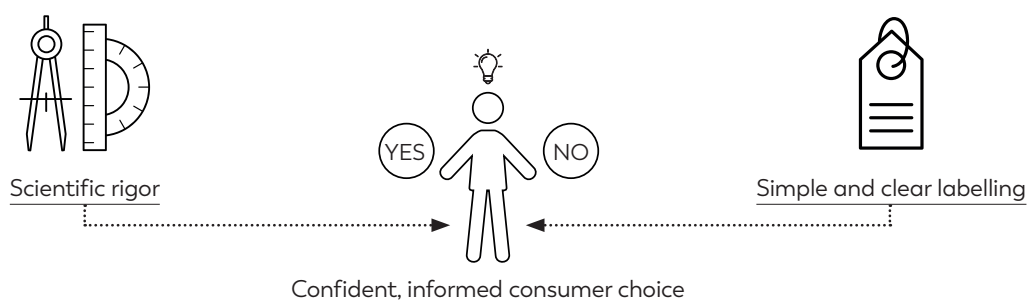 YES
NO
Scientific rigor
Simple and clear labelling
Confident, informed consumer choice